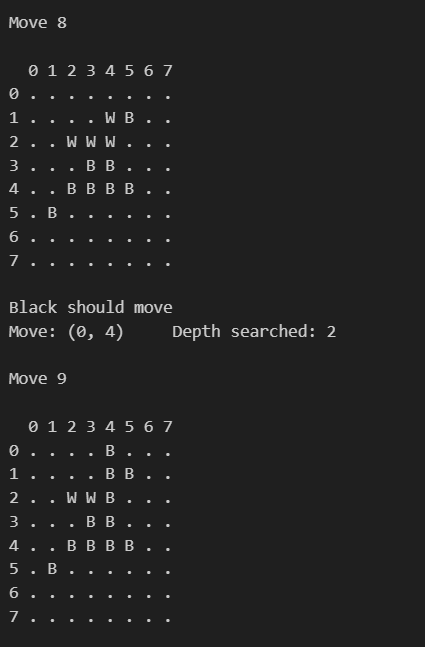 Move 8
0 1 2 3 4 5 6 7
0 . . . . . . . .
1 . . . . W B . .
2 . . W W W . . .
3 . . . B B . . .
4 . . B B B B . .
5 . B . . . . . .
6 . . . . . . . .
7 . . . . . . . .
Black should move
Move: (0, 4)     Depth searched: 2
Move 9
0 1 2 3 4 5 6 7
0 . . . . B . . .
1 . . . . B B . .
2 . . W W B . . .
3 . . . B B . . .
4 . . B B B B . .
5 . B . . . . . .
6 . . . . . . . .
7 . . . . . . . .